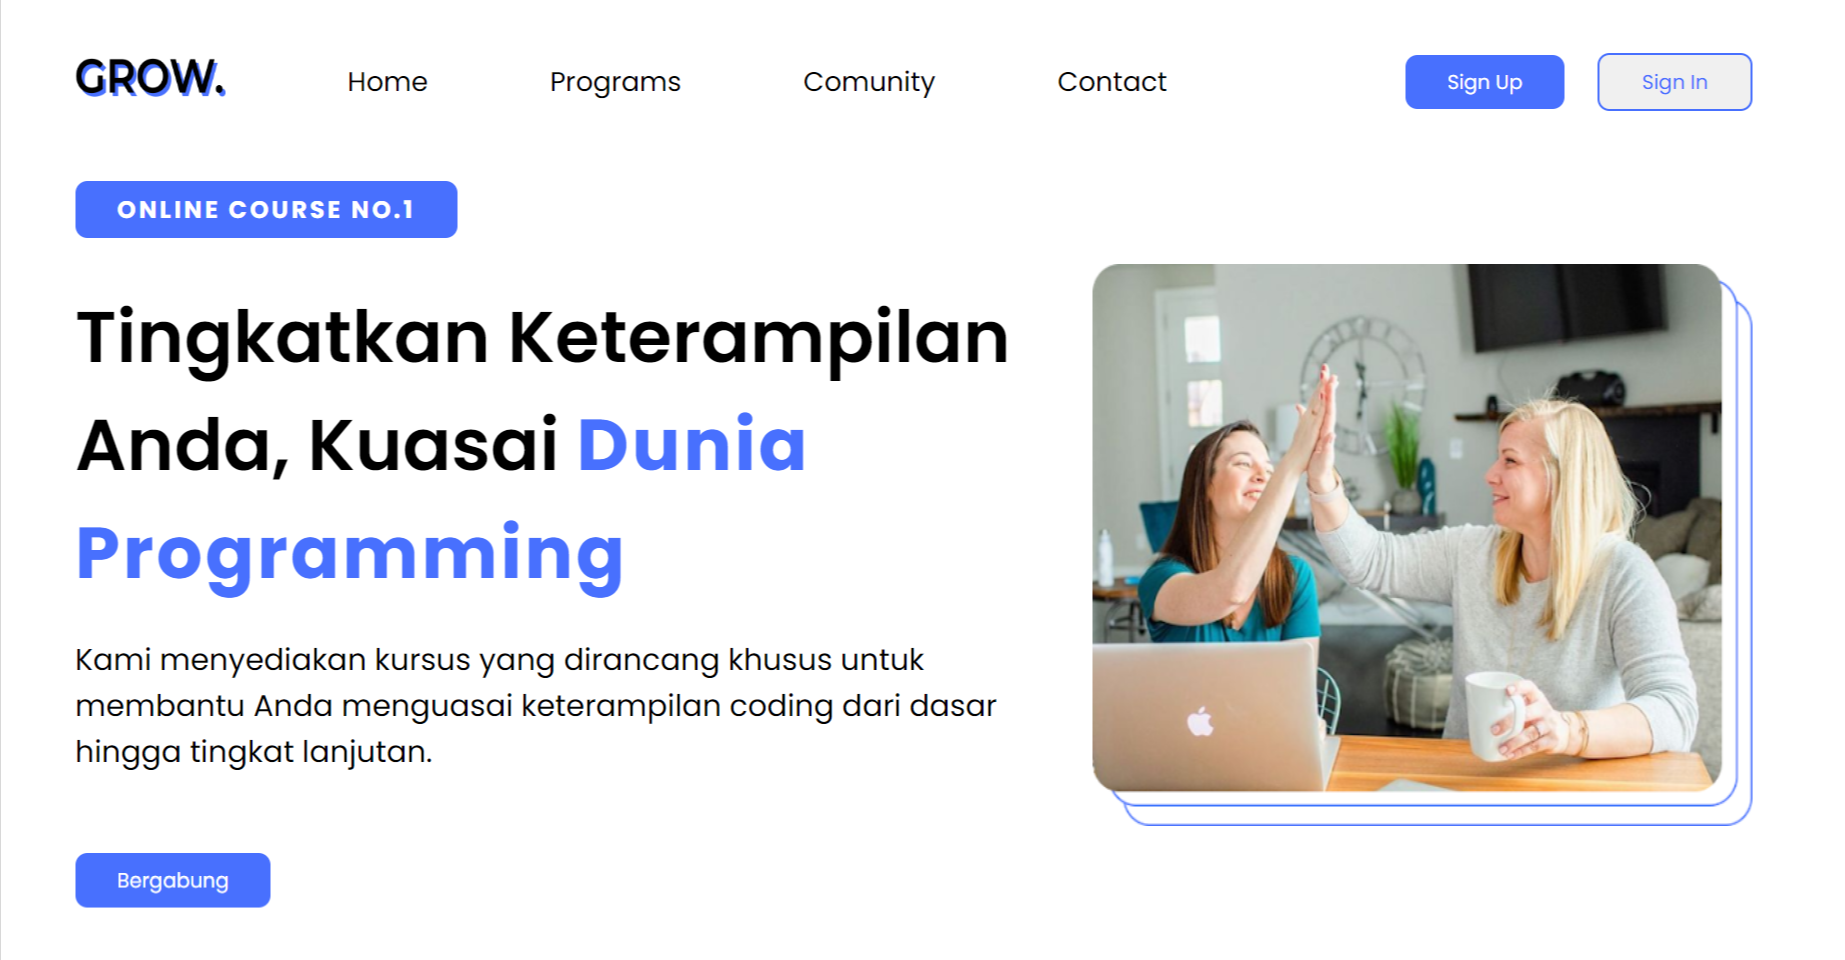 GROW.
Home
Programs
Comunity
Contact
Sign Up
Sign In
ONLINE COURSE NO.1
Tingkatkan Keterampilan
Anda, Kuasai Dunia
Programming
Kami menyediakan kursus yang dirancang khusus untuk
membantu Anda menguasai keterampilan coding dari dasar
hingga tingkat lanjutan.
Bergabung